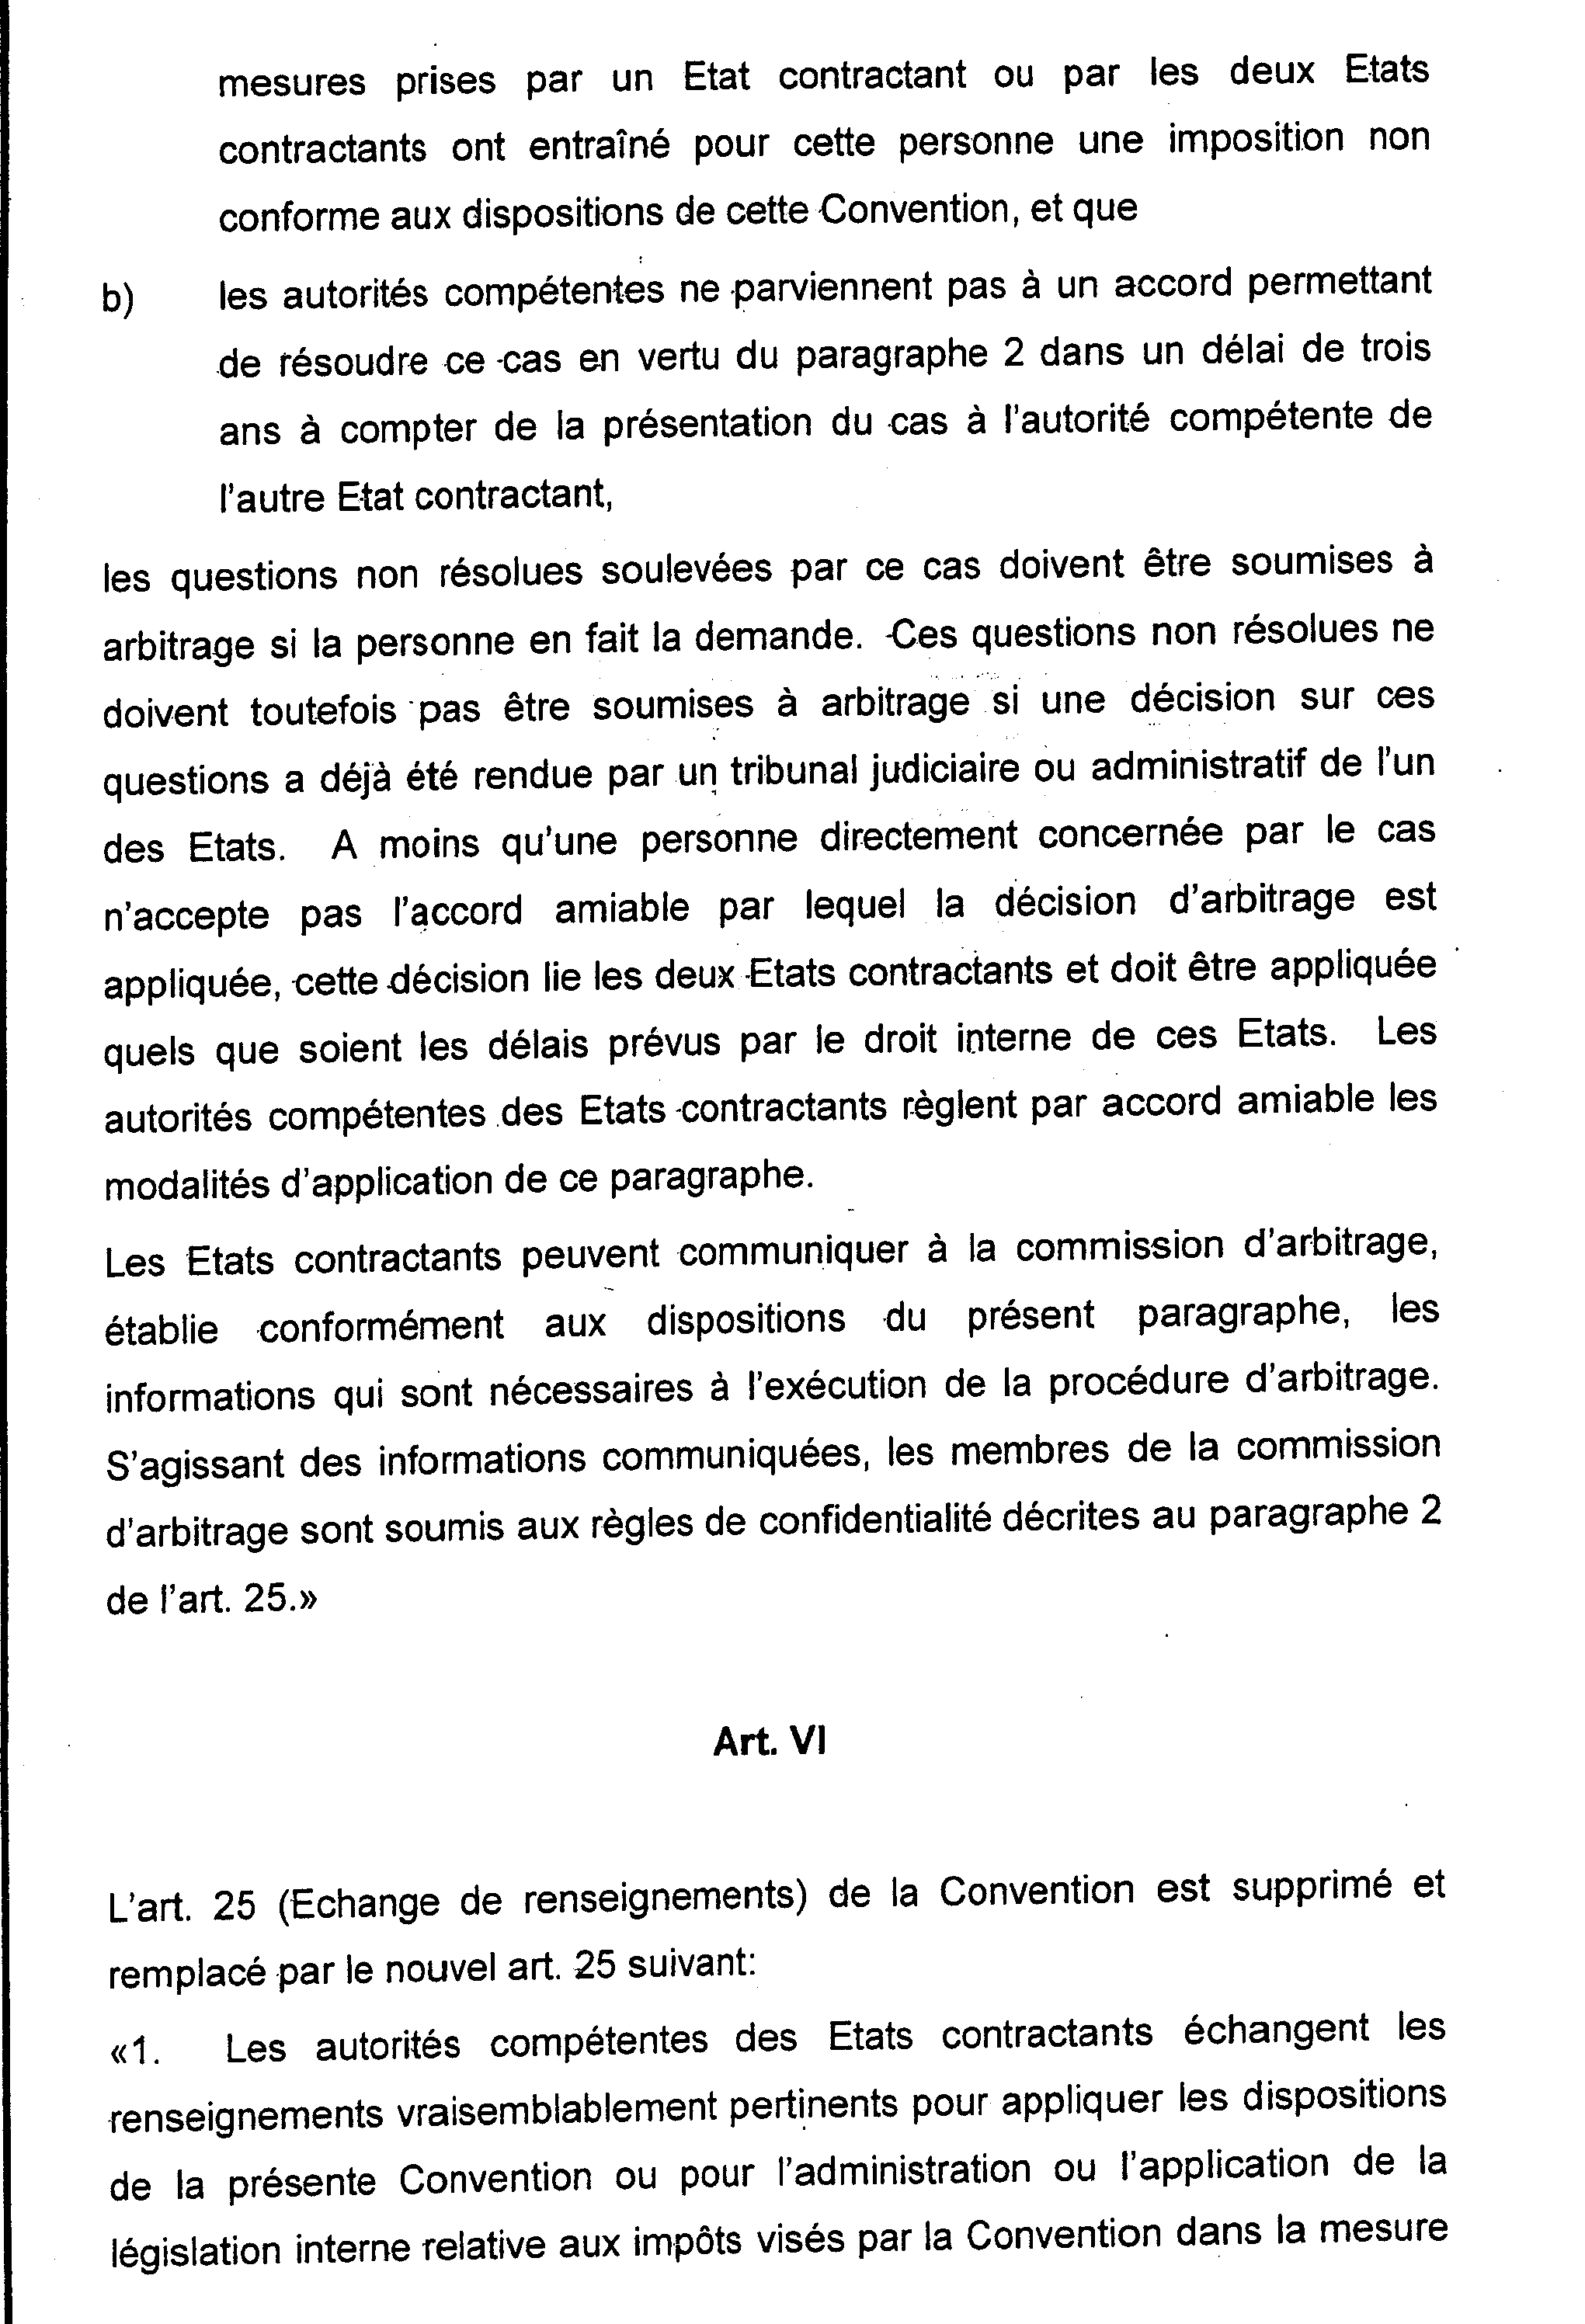 mesures prises par un Etat contractant ou par les deux Etats
contractants ont entraîné pour cette personne une imposition non
conforme aux dispositions de cette Convention, et que
b) les autorités compétentes ne parviennent pas à un accord permettant
de résoudre ce cas en vertu du paragraphe 2 dans un délai de trois
ans à compter de la présentation du cas à l'autorité compétente de
l'autre Etat contractant,
les questions non résolues soulevées par ce cas doivent être soumises à
arbitrage si la personne en fait la demande. Ces questions non résolues ne
doivent toutefois pas être soumises à arbitrage si une décision sur ces
questions a déjà été rendue par un tribunal judiciaire ou administratif de l'un
des Etats. A moins qu'une personne directement concernée par le cas
n'accepte pas l'accord amiable par lequel la décision d'arbitrage est
appliquée, cette décision lie les deux Etats contractants et doit être appliquée
quels que soient les délais prévus par le droit interne de ces Etats. Les
autorités compétentes des Etats contractants règlent par accord amiable les
modalités d'application de ce paragraphe.
Les Etats contractants peuvent communiquer à la commission d'arbitrage,
établie conformément aux dispositions du présent paragraphe, les
informations qui sont nécessaires à l'exécution de la procédure d'arbitrage.
S'agissant des informations communiquées, les membres de la commission
d'arbitrage sont soumis aux règles de confidentialité décrites au paragraphe 2
de l'art. 25.»
Art. VI
L'art. 25 (Echange de renseignements) de la Convention est supprimé et
remplacé par le nouvel art. 25 suivant:
«1. Les autorités compétentes des Etats contractants échangent les
renseignements vraisemblablement pertinents pour appliquer les dispositions
de la présente Convention ou pour l'administration ou l'application de la
législation interne relative aux impôts visés par la Convention dans la mesure